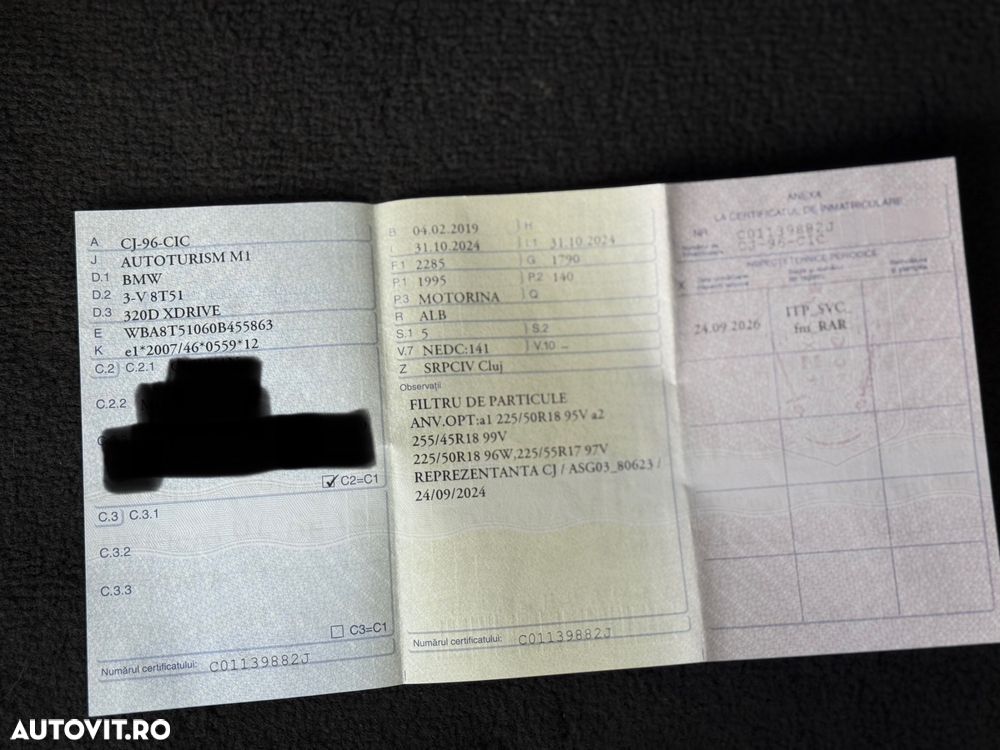 A CJ-96-CIC
J AUTOTURISM M1
D.1 BMW
D.2 3-V 8T51
D.3 320D XDRIVE
E WBA8T51060B455863
K e1*2007/46*0559*12
C.2 C.2.1
C.2.2
C2=C1
C.3 C.3.1
C.3.2
C.3.3
C3=C1
Numărul certificatului: C01139882J
B 04.02.2019 H
I 31.10.2024 I.1 31.10.2024
F.1 2285 G 1790
P.1 1995 P.2 140
P.3 MOTORINA Q
R ALB
S.1 5 S.2
V.7 NEDC:141 V.10 –
Z SRPCIV Cluj
Observații
FILTRU DE PARTICULE
ANV.OPT:a1 225/50R18 95V a2
255/45R18 99V
225/50R18 96W,225/55R17 97V
REPREZENTANTA CJ / ASG03_80623 /
24/09/2024
Numărul certificatului: C01139882J
ANEXA
LA CERTIFICATUL DE ÎNMATRICULARE
NR. C01139882J
CJ-96-CIC
INSPECȚII TEHNICE PERIODICE
X
24.09.2026
ITP_SVC_
fni_RAR
AUTOVIT.RO